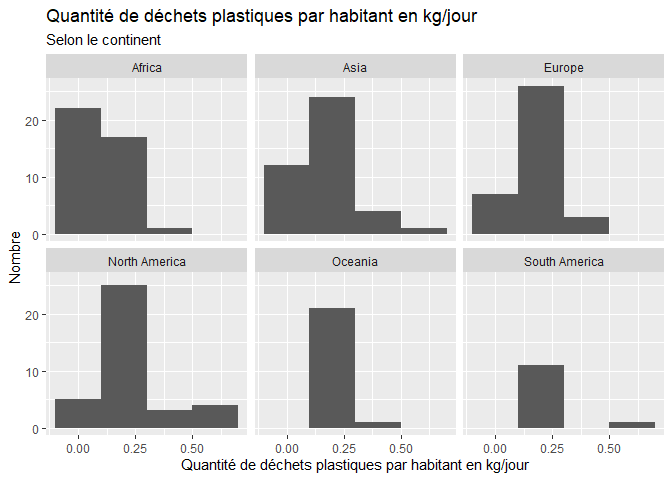 Quantité de déchets plastiques par habitant en kg/jour
Selon le continent
Africa
Asia
Europe
20
10
0
North America
Oceania
South America
20
10
0
Nombre
0.00 0.25 0.50
0.00 0.25 0.50
0.00 0.25 0.50
Quantité de déchets plastiques par habitant en kg/jour